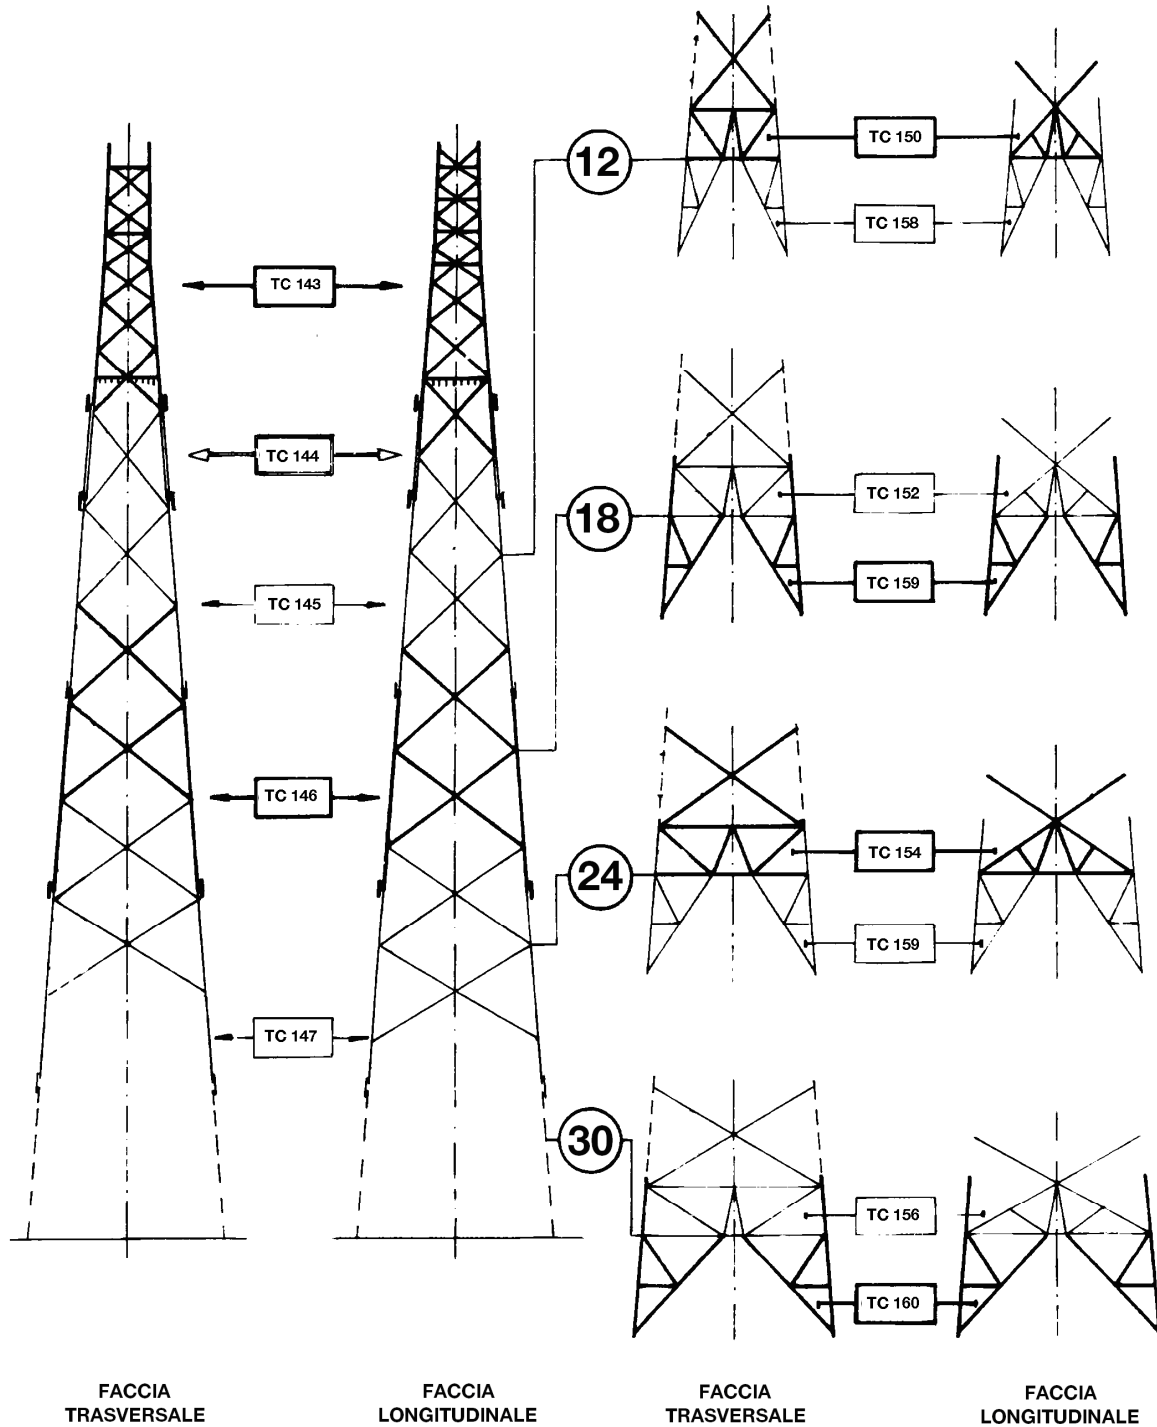 12
TC 150
TC 158
TC 143
TC 144
18
TC 152
TC 159
TC 145
TC 146
24
TC 154
TC 159
TC 147
30
TC 156
TC 160
FACCIA
TRASVERSALE
FACCIA
LONGITUDINALE
FACCIA
TRASVERSALE
FACCIA
LONGITUDINALE